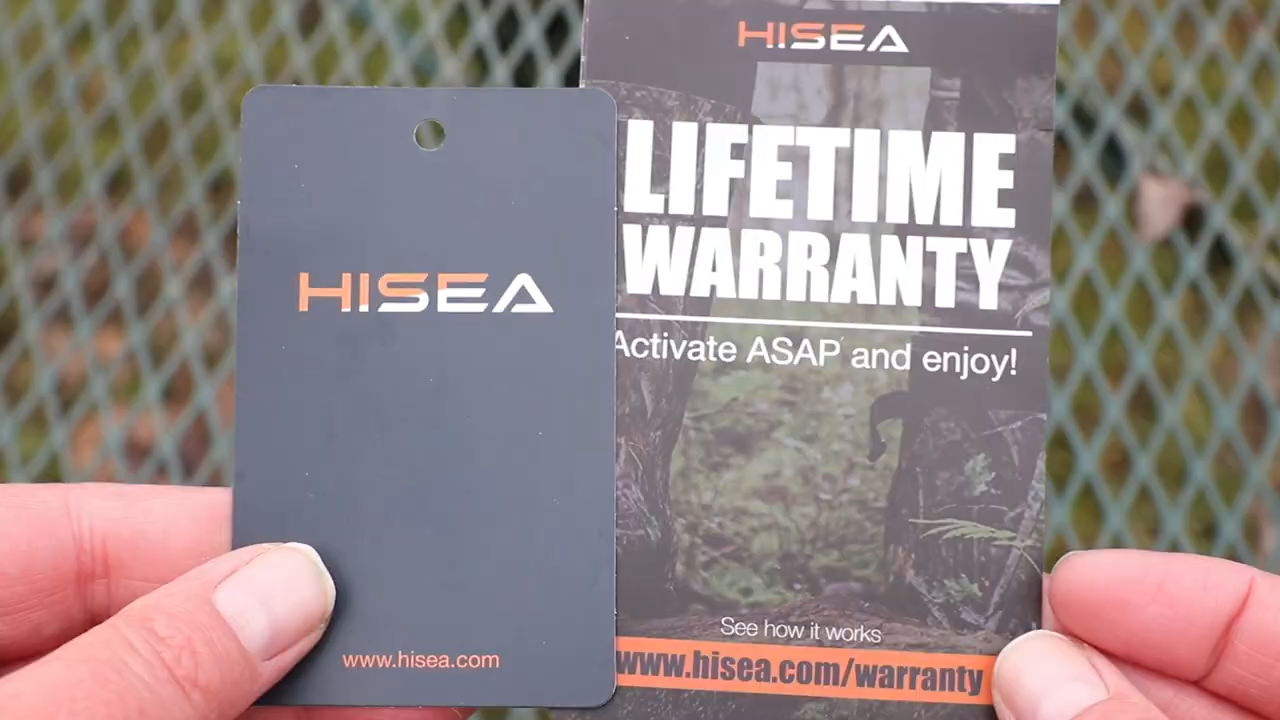 HISEA
www.hisea.com
HISEA
LIFETIME
WARRANTY
Activate ASAP and enjoy!
See how it works
www.hisea.com/warranty